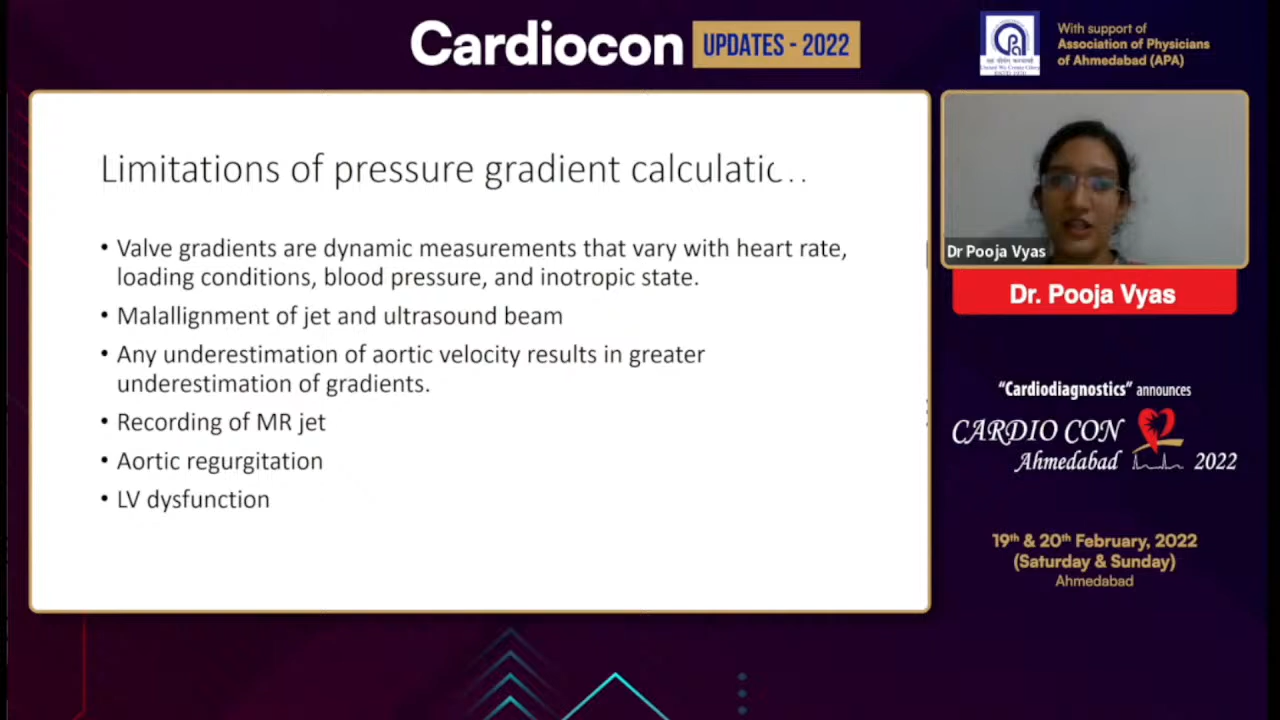 Cardiocon UPDATES - 2022
With support of
Association of Physicians
of Ahmedabad (APA)
Limitations of pressure gradient calculatic..
• Valve gradients are dynamic measurements that vary with heart rate,
loading conditions, blood pressure, and inotropic state.
• Malallignment of jet and ultrasound beam
• Any underestimation of aortic velocity results in greater
underestimation of gradients.
• Recording of MR jet
• Aortic regurgitation
• LV dysfunction
Dr Pooja Vyas
Dr. Pooja Vyas
“Cardiodiagnostics” announces
CARDIO CON
Ahmedabad 2022
19th & 20th February, 2022
(Saturday & Sunday)
Ahmedabad